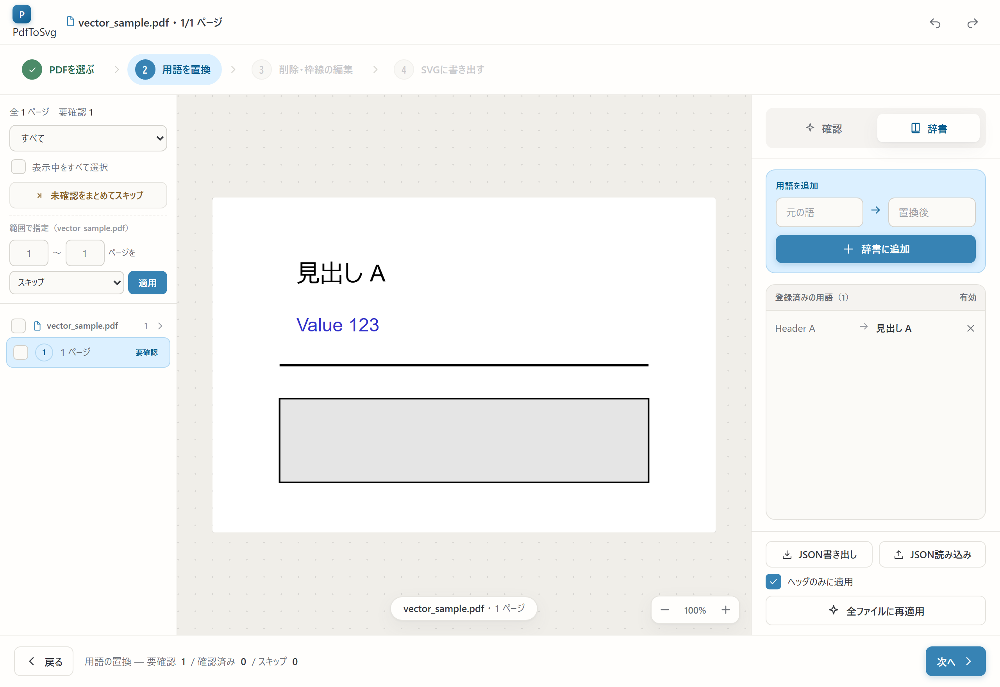 P
PdfToSvg
vector_sample.pdf・1/1 ページ
PDFを選ぶ
2 用語を置換
3 削除・枠線の編集
4 SVGに書き出す
全 1 ページ 要確認 1
すべて
表示中をすべて選択
未確認をまとめてスキップ
範囲で指定（vector_sample.pdf）
1 〜 1 ページを
スキップ 適用
vector_sample.pdf 1
1 1 ページ 要確認
見出し A
Value 123
vector_sample.pdf・1 ページ
100%
確認 辞書
用語を追加
元の語 → 置換後
辞書に追加
登録済みの用語（1） 有効
Header A → 見出し A
JSON書き出し JSON読み込み
ヘッダのみに適用
全ファイルに再適用
戻る 用語の置換 — 要確認 1 / 確認済み 0 / スキップ 0
次へ